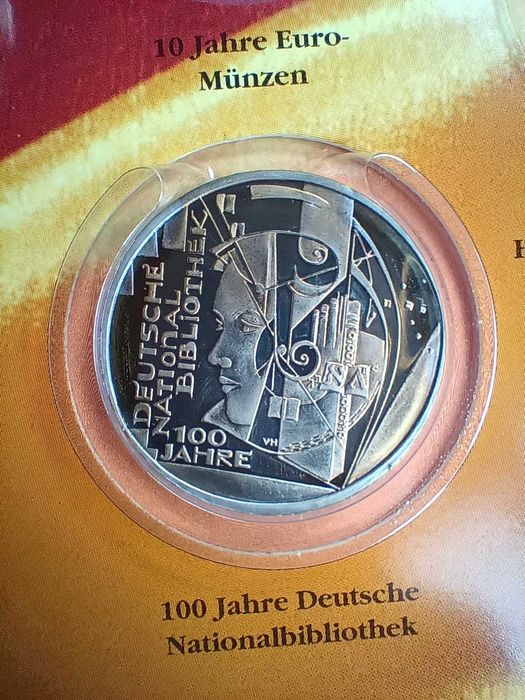 10 Jahre Euro-
Münzen
DEUTSCHE
NATIONAL
BIBLIOTHEK
100
JAHRE
VH
100 Jahre Deutsche
Nationalbibliothek